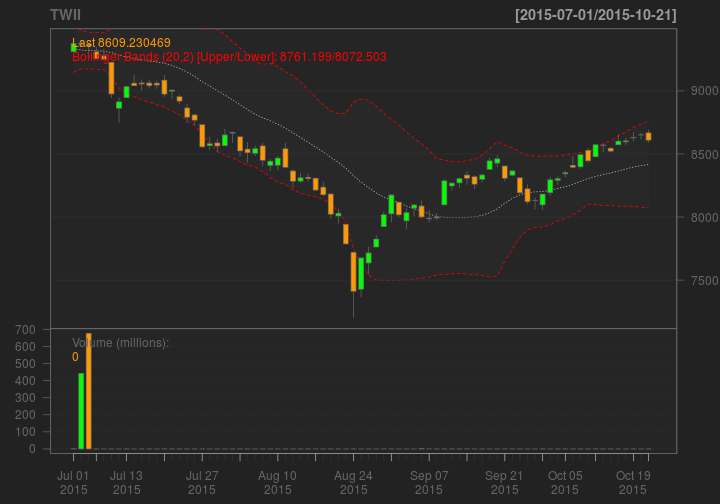 TWII [2015-07-01/2015-10-21]
Last 8609.230469
Bollinger Bands (20,2) [Upper/Lower]: 8761.199/8072.503
9000
8500
8000
7500
700
600
500
400
300
200
100
0
Volume (millions):
0
Jul 01 2015
Jul 13 2015
Jul 27 2015
Aug 10 2015
Aug 24 2015
Sep 07 2015
Sep 21 2015
Oct 05 2015
Oct 19 2015